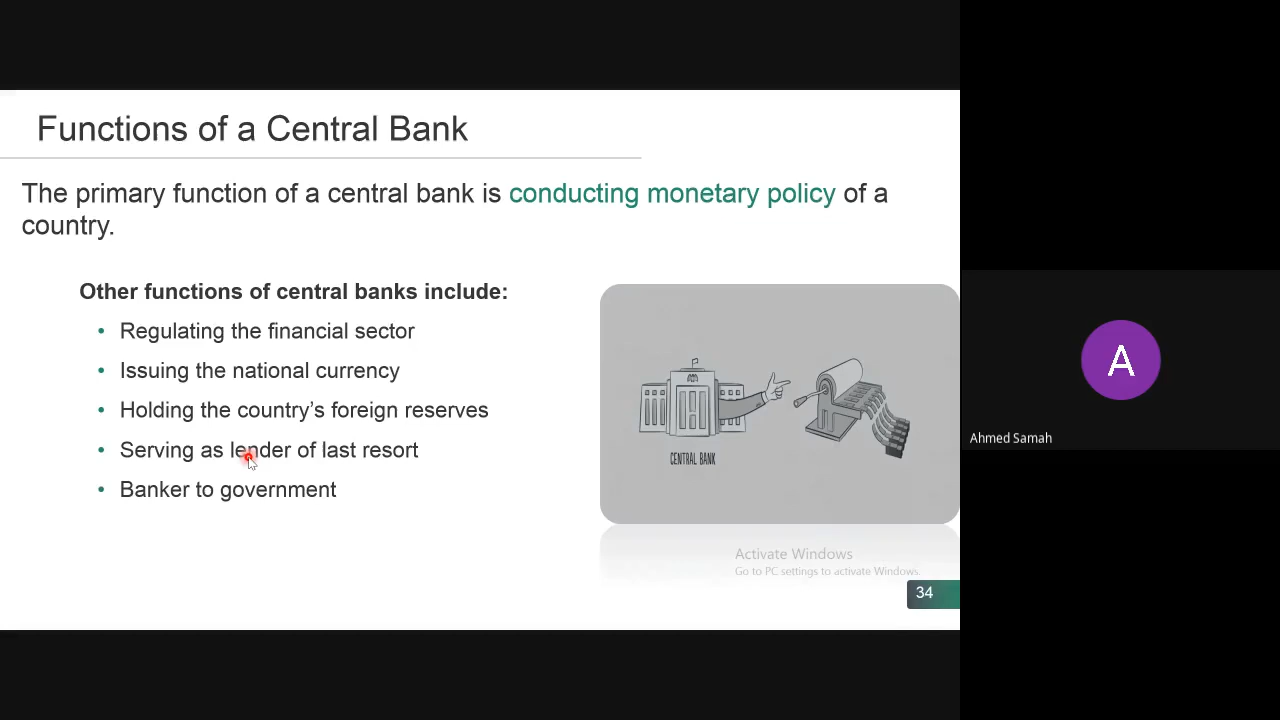 Functions of a Central Bank
The primary function of a central bank is conducting monetary policy of a
country.
Other functions of central banks include:
• Regulating the financial sector
• Issuing the national currency
• Holding the country’s foreign reserves
• Serving as lender of last resort
• Banker to government
CENTRAL BANK
Activate Windows
Go to PC settings to activate Windows.
34
A
Ahmed Samah